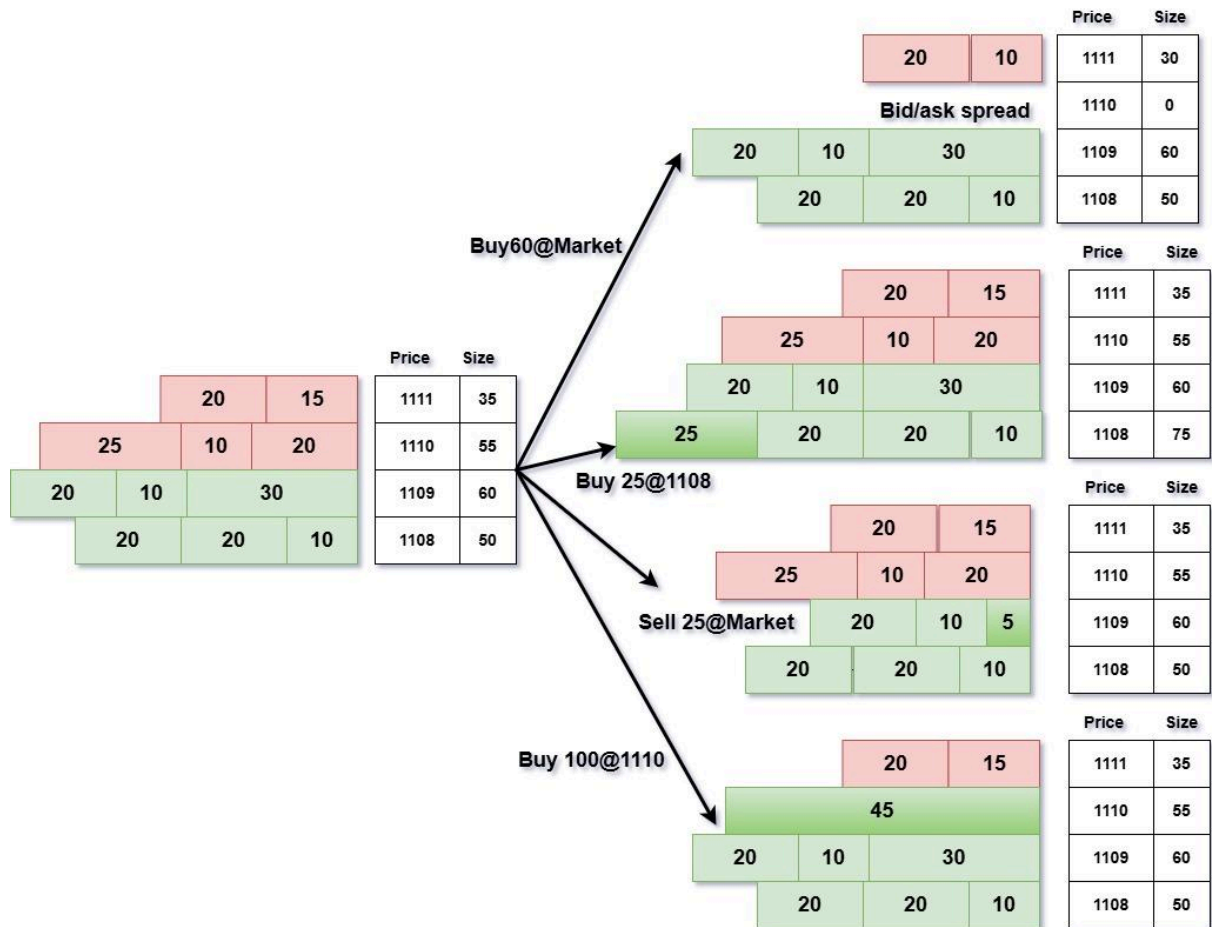 Price Size
20 10 1111 30
Bid/ask spread 1110 0
20 10 30 1109 60
20 20 10 1108 50
Buy60@Market
Price Size
20 15 1111 35
25 10 20 1110 55
20 10 30 1109 60
25 20 20 10 1108 75
Buy 25@1108
Price Size
20 15 1111 35
25 10 20 1110 55
20 10 30 1109 60
20 20 10 1108 50
Price Size
20 15 1111 35
25 10 20 1110 55
Sell 25@Market 20 10 5 1109 60
20 20 10 1108 50
Price Size
Buy 100@1110
20 15 1111 35
45 1110 55
20 10 30 1109 60
20 20 10 1108 50